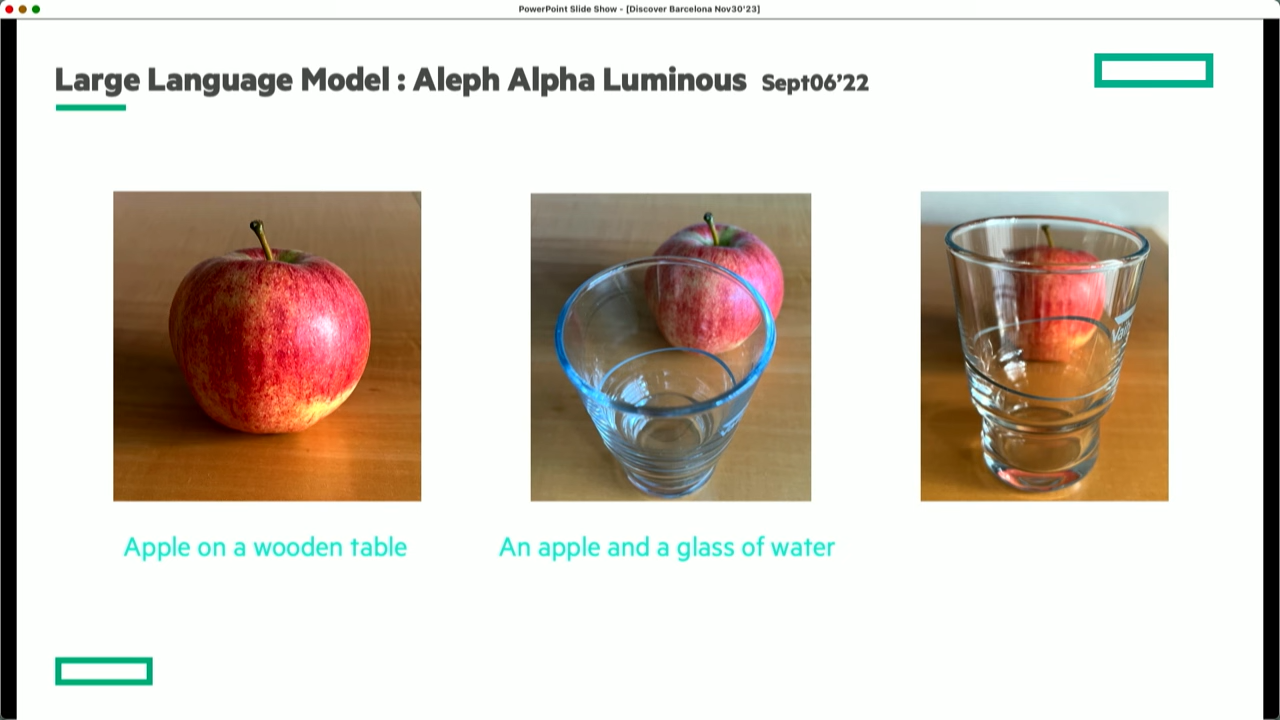 PowerPoint Slide Show - [Discover Barcelona Nov30'23]
Large Language Model : Aleph Alpha Luminous Sept06’22
Apple on a wooden table
An apple and a glass of water